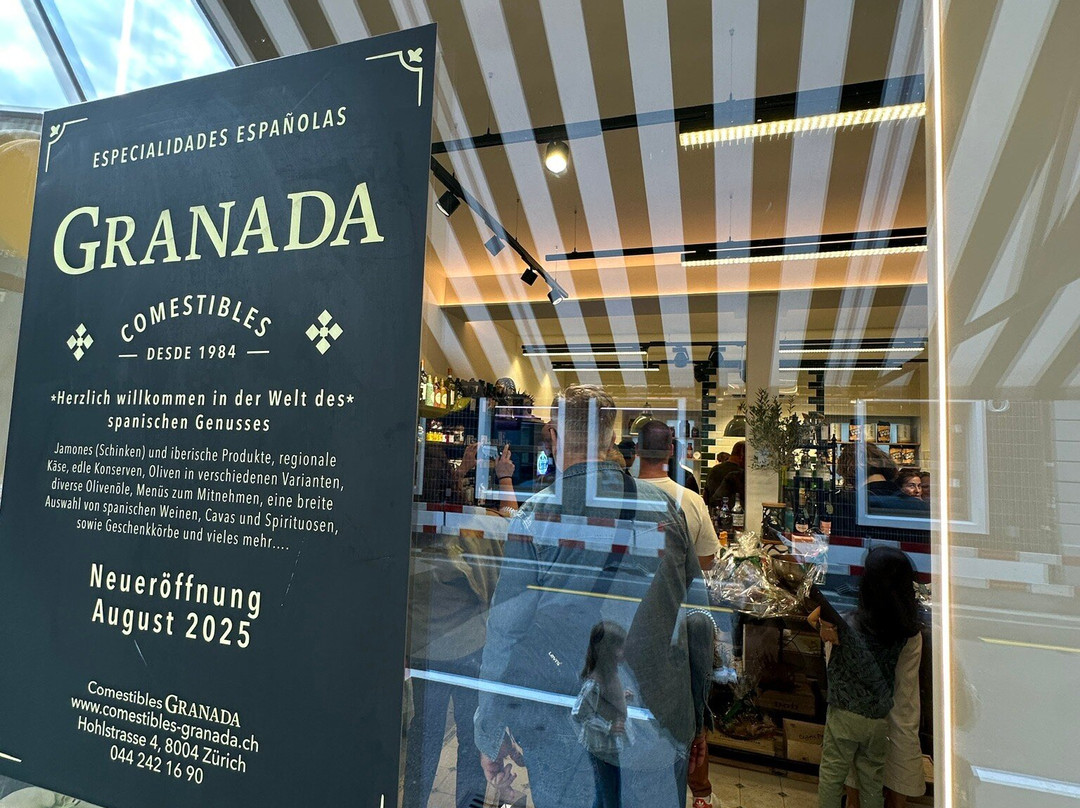 ESPECIALIDADES ESPAÑOLAS
GRANADA
COMESTIBLES
DESDE 1984
*Herzlich willkommen in der Welt des*
spanischen Genusses
Jamones (Schinken) und iberische Produkte, regionale
Käse, edle Konserven, Oliven in verschiedenen Varianten,
diverse Olivenöle, Menüs zum Mitnehmen, eine breite
Auswahl von spanischen Weinen, Cavas und Spirituosen,
sowie Geschenkkörbe und vieles mehr....
Neueröffnung
August 2025
Comestibles GRANADA
www.comestibles-granada.ch
Hohlstrasse 4, 8004 Zürich
044 242 16 90
LEVI'S